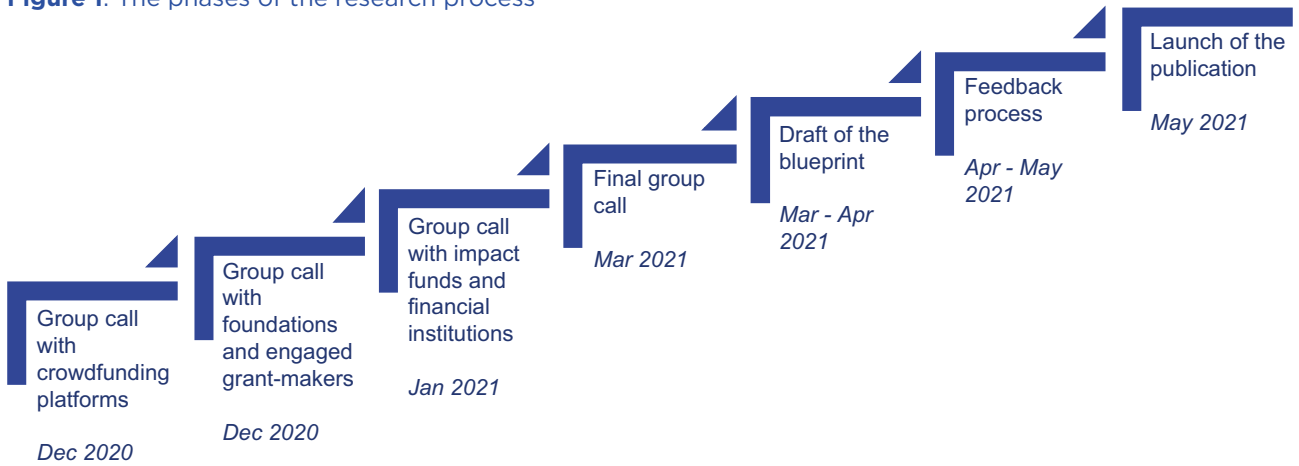 Figure 1. The phases of the research process
Group call
with
crowdfunding
platforms
Dec 2020
Group call
with
foundations
and engaged
grant-makers
Dec 2020
Group call
with impact
funds and
financial
institutions
Jan 2021
Final group
call
Mar 2021
Draft of the
blueprint
Mar - Apr
2021
Feedback
process
Apr - May
2021
Launch of the
publication
May 2021